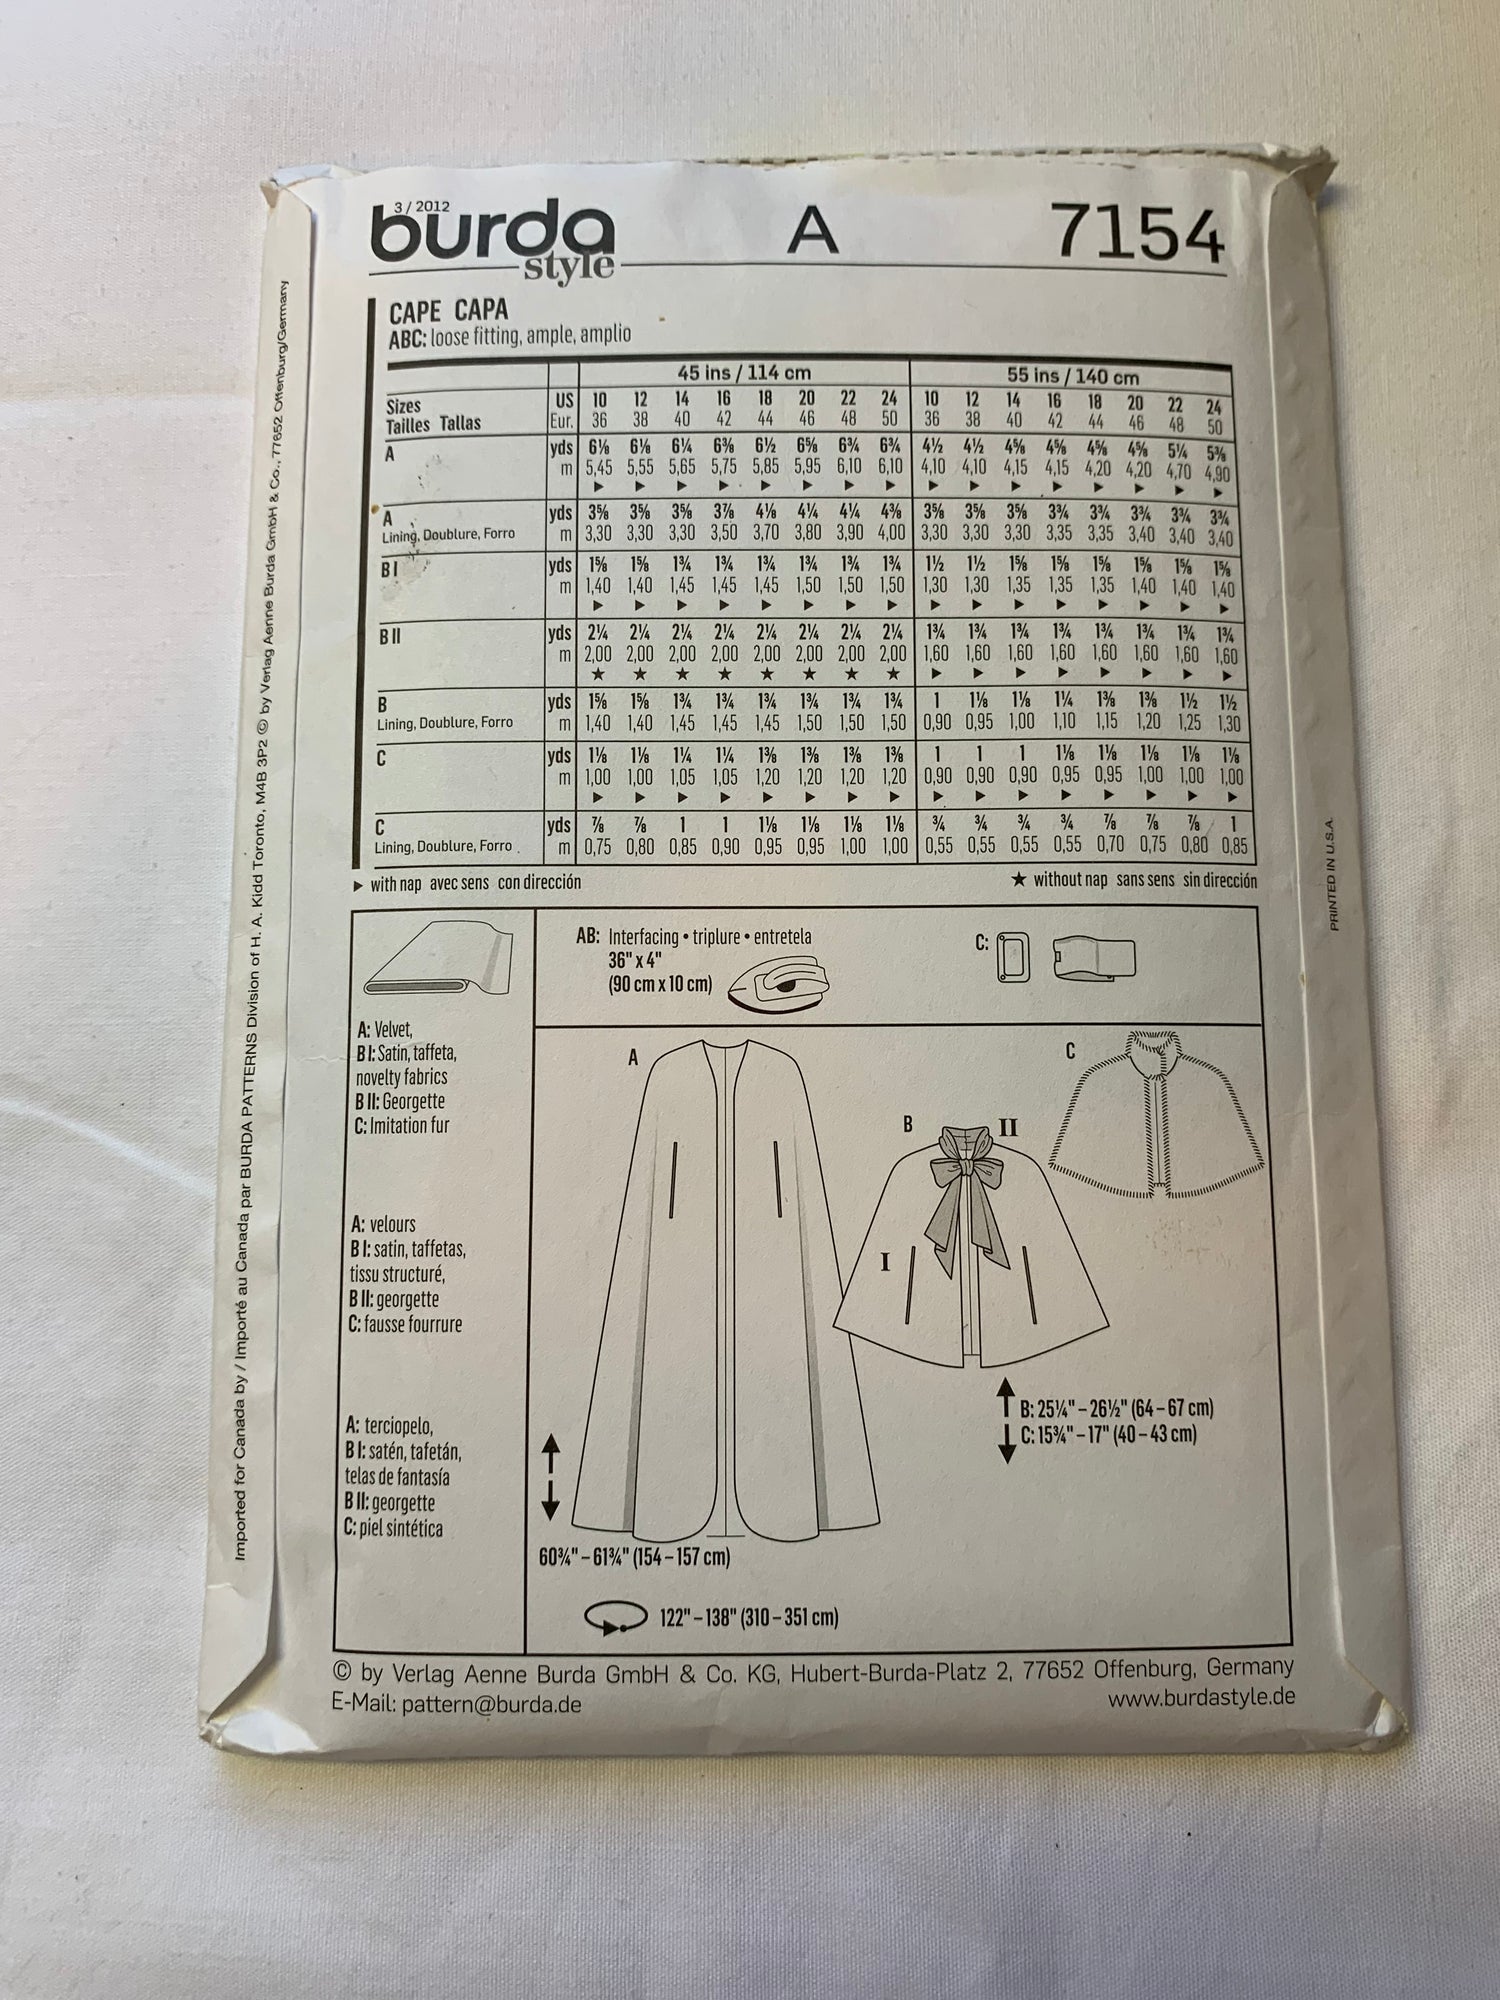 3 / 2012
burda style A 7154
CAPE CAPA
ABC: loose fitting, ample, amplio
45 ins / 114 cm 55 ins / 140 cm
Sizes US 10 12 14 16 18 20 22 24 10 12 14 16 18 20 22 24
Tailles Tallas Eur. 36 38 40 42 44 46 48 50 36 38 40 42 44 46 48 50
A yds 6⅛ 6⅛ 6¼ 6⅜ 6½ 6⅝ 6¾ 6¾ 4½ 4½ 4⅝ 4⅝ 4⅝ 4⅝ 5¼ 5⅜
m 5,45 5,55 5,65 5,75 5,85 5,95 6,10 6,10 4,10 4,10 4,15 4,15 4,20 4,20 4,70 4,90
▶ ▶ ▶ ▶ ▶ ▶ ▶ ▶ ▶ ▶ ▶ ▶ ▶ ▶ ▶ ▶
A yds 3⅝ 3⅝ 3⅝ 3⅞ 4⅛ 4¼ 4¼ 4⅜ 3⅝ 3⅝ 3⅝ 3¾ 3¾ 3¾ 3¾ 3¾
Lining, Doublure, Forro m 3,30 3,30 3,30 3,50 3,70 3,80 3,90 4,00 3,30 3,30 3,30 3,35 3,35 3,40 3,40 3,40
B I yds 1⅝ 1⅝ 1¾ 1¾ 1¾ 1¾ 1¾ 1¾ 1½ 1½ 1⅝ 1⅝ 1⅝ 1⅝ 1⅝ 1⅝
m 1,40 1,40 1,45 1,45 1,45 1,50 1,50 1,50 1,30 1,30 1,35 1,35 1,35 1,40 1,40 1,40
▶ ▶ ▶ ▶ ▶ ▶ ▶ ▶ ▶ ▶ ▶ ▶ ▶ ▶ ▶ ▶
B II yds 2¼ 2¼ 2¼ 2¼ 2¼ 2¼ 2¼ 2¼ 1¾ 1¾ 1¾ 1¾ 1¾ 1¾ 1¾ 1¾
m 2,00 2,00 2,00 2,00 2,00 2,00 2,00 2,00 1,60 1,60 1,60 1,60 1,60 1,60 1,60 1,60
★ ★ ★ ★ ★ ★ ★ ★ ▶ ▶ ▶ ▶ ▶ ▶ ▶ ▶
B yds 1⅝ 1⅝ 1¾ 1¾ 1¾ 1¾ 1¾ 1¾ 1 1⅛ 1⅛ 1¼ 1⅜ 1⅜ 1½ 1½
Lining, Doublure, Forro m 1,40 1,40 1,45 1,45 1,45 1,50 1,50 1,50 0,90 0,95 1,00 1,10 1,15 1,20 1,25 1,30
C yds 1⅛ 1⅛ 1¼ 1¼ 1⅜ 1⅜ 1⅜ 1⅜ 1 1 1 1⅛ 1⅛ 1⅛ 1⅛ 1⅛
m 1,00 1,00 1,05 1,05 1,20 1,20 1,20 1,20 0,90 0,90 0,90 0,95 0,95 1,00 1,00 1,00
▶ ▶ ▶ ▶ ▶ ▶ ▶ ▶ ▶ ▶ ▶ ▶ ▶ ▶ ▶ ▶
C yds ⅞ ⅞ 1 1 1⅛ 1⅛ 1⅛ 1⅛ ¾ ¾ ¾ ¾ ⅞ ⅞ ⅞ 1
Lining, Doublure, Forro m 0,75 0,80 0,85 0,90 0,95 0,95 1,00 1,00 0,55 0,55 0,55 0,55 0,70 0,75 0,80 0,85
▶ with nap avec sens con dirección ★ without nap sans sens sin dirección
AB: Interfacing • triplure • entretela
36" x 4"
(90 cm x 10 cm)
C:
A: Velvet,
B I: Satin, taffeta,
novelty fabrics
B II: Georgette
C: Imitation fur
A: velours
B I: satin, taffetas,
tissu structuré,
B II: georgette
C: fausse fourrure
A: terciopelo,
B I: satén, tafetán,
telas de fantasía
B II: georgette
C: piel sintética
A
B
II
I
C
B: 25¼" – 26½" (64 – 67 cm)
C: 15¾" – 17" (40 – 43 cm)
60¾" – 61¾" (154 – 157 cm)
122" – 138" (310 – 351 cm)
© by Verlag Aenne Burda GmbH & Co. KG, Hubert-Burda-Platz 2, 77652 Offenburg, Germany
E-Mail: pattern@burda.de www.burdastyle.de
Imported for Canada by / Importé au Canada par BURDA PATTERNS Division of H. A. Kidd Toronto, M4B 3P2 © by Verlag Aenne Burda GmbH & Co., 77652 Offenburg/Germany
PRINTED IN U.S.A.